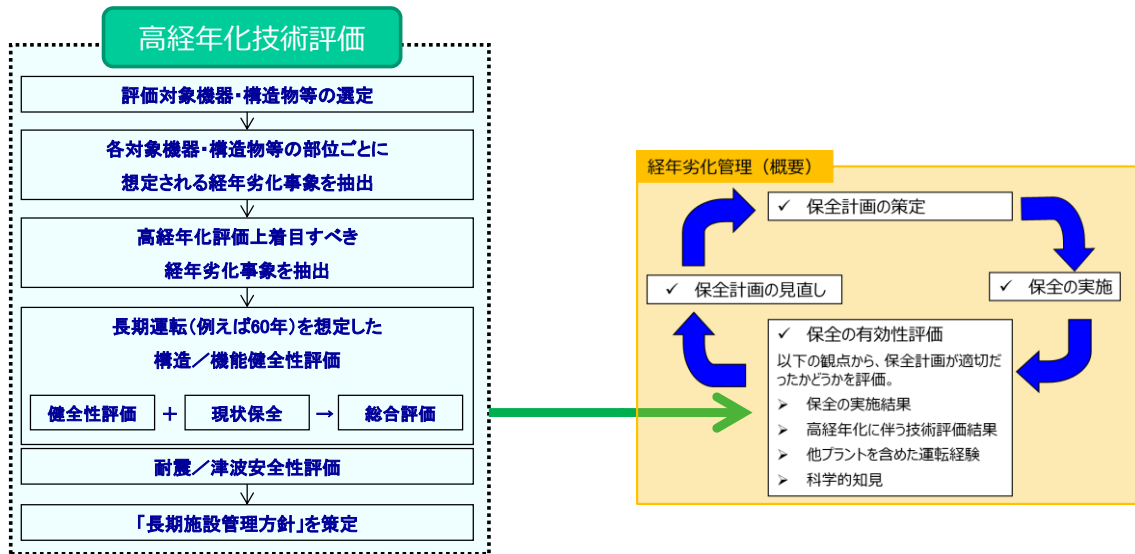 高経年化技術評価
評価対象機器・構造物等の選定
各対象機器・構造物等の部位ごとに
想定される経年劣化事象を抽出
高経年化評価上着目すべき
経年劣化事象を抽出
長期運転(例えば60年)を想定した
構造／機能健全性評価
健全性評価 + 現状保全 → 総合評価
耐震／津波安全性評価
「長期施設管理方針」を策定
経年劣化管理（概要）
✓ 保全計画の策定
✓ 保全の実施
✓ 保全計画の見直し
✓ 保全の有効性評価
以下の観点から、保全計画が適切だ
ったかどうかを評価。
➢ 保全の実施結果
➢ 高経年化に伴う技術評価結果
➢ 他プラントを含めた運転経験
➢ 科学的知見